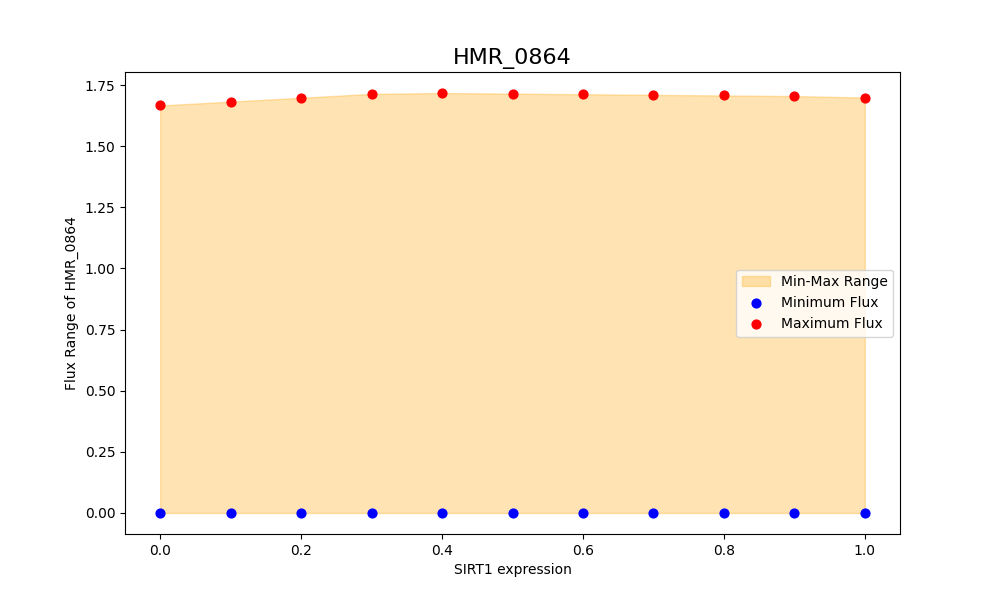 HMR_0864
Flux Range of HMR_0864
1.75
1.50
1.25
1.00
0.75
0.50
0.25
0.00
Min-Max Range
Minimum Flux
Maximum Flux
0.0 0.2 0.4 0.6 0.8 1.0
SIRT1 expression